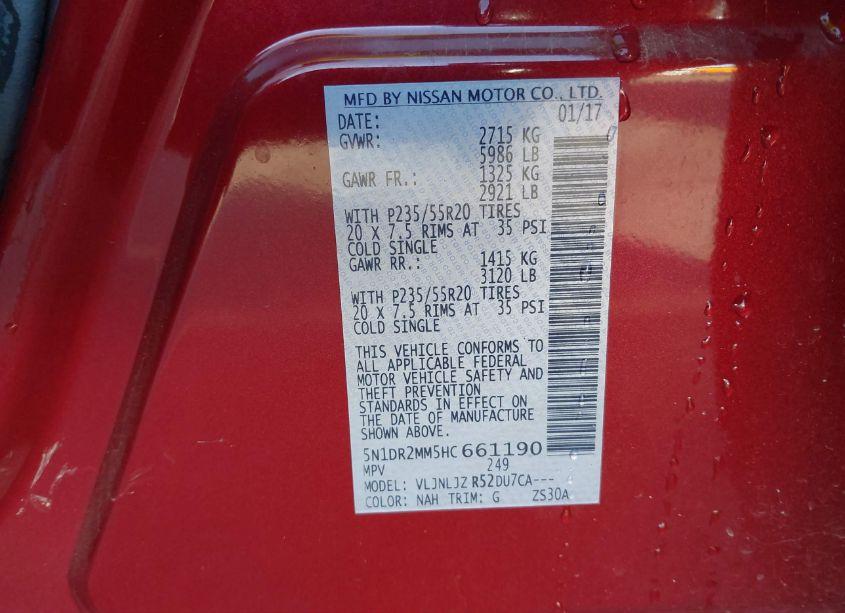 MFD BY NISSAN MOTOR CO., LTD.
DATE: 01/17
GVWR: 2715 KG
5986 LB
GAWR FR.: 1325 KG
2921 LB
WITH P235/55R20 TIRES
20 X 7.5 RIMS AT 35 PSI
COLD SINGLE
GAWR RR.: 1415 KG
3120 LB
WITH P235/55R20 TIRES
20 X 7.5 RIMS AT 35 PSI
COLD SINGLE
THIS VEHICLE CONFORMS TO
ALL APPLICABLE FEDERAL
MOTOR VEHICLE SAFETY AND
THEFT PREVENTION
STANDARDS IN EFFECT ON
THE DATE OF MANUFACTURE
SHOWN ABOVE.
5N1DR2MM5HC661190
MPV 249
MODEL: VLJNLJZ R52DU7CA---
COLOR: NAH TRIM: G ZS30A